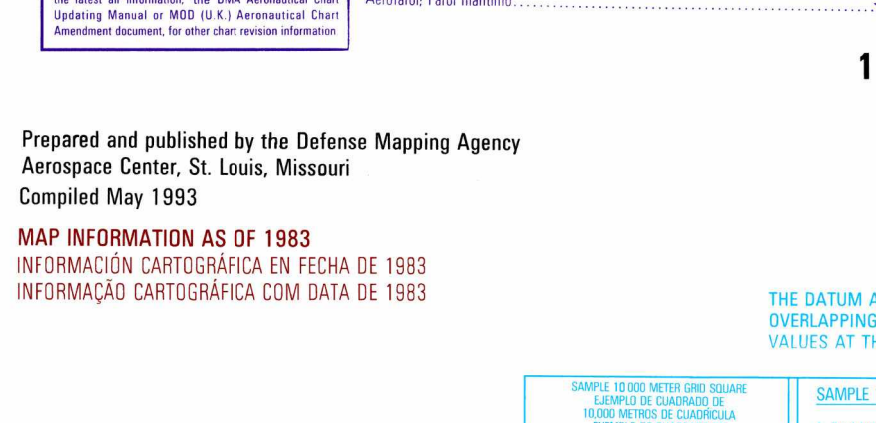 the latest air information, the DMA Aeronautical Chart
Updating Manual or MOD (U.K.) Aeronautical Chart
Amendment document, for other chart revision information
Prepared and published by the Defense Mapping Agency
Aerospace Center, St. Louis, Missouri
Compiled May 1993
MAP INFORMATION AS OF 1983
INFORMACIÓN CARTOGRÁFICA EN FECHA DE 1983
INFORMAÇÃO CARTOGRÁFICA COM DATA DE 1983
1
THE DATUM
OVERLAPPING
VALUES AT
SAMPLE 10 000 METER GRID SQUARE
EJEMPLO DE CUADRADO DE
10,000 METROS DE CUADRÍCULA
SAMPLE